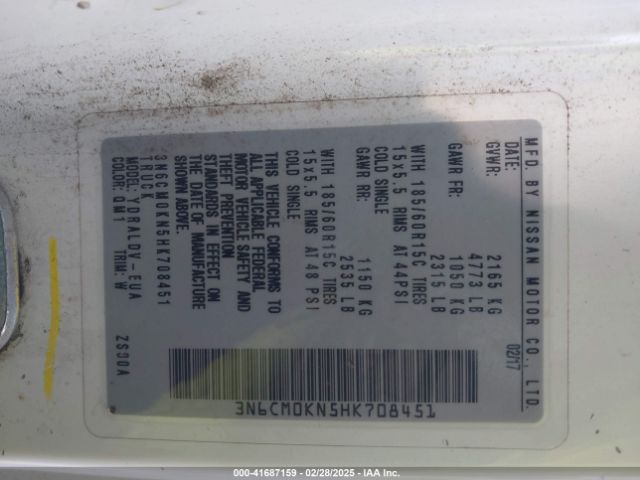 MFD. BY NISSAN MOTOR CO., LTD.
DATE: 02/17
GVWR: 2165 KG
4773 LB
GAWR FR: 1050 KG
2315 LB
WITH 185/60R15C TIRES
15x5.5 RIMS AT 44PSI
COLD SINGLE
GAWR RR: 1150 KG
2535 LB
WITH 185/60R15C TIRES
15x5.5 RIMS AT 48 PSI
COLD SINGLE
THIS VEHICLE CONFORMS TO
ALL APPLICABLE FEDERAL
MOTOR VEHICLE SAFETY AND
THEFT PREVENTION
STANDARDS IN EFFECT ON
THE DATE OF MANUFACTURE
SHOWN ABOVE.
3N6CM0KN5HK708451
TRUCK
MODEL: YDRALDV-EUA
COLOR: QM1 TRIM: W
ZS00A
3N6CM0KN5HK708451
000-41687159 — 02/28/2025 — IAA Inc.